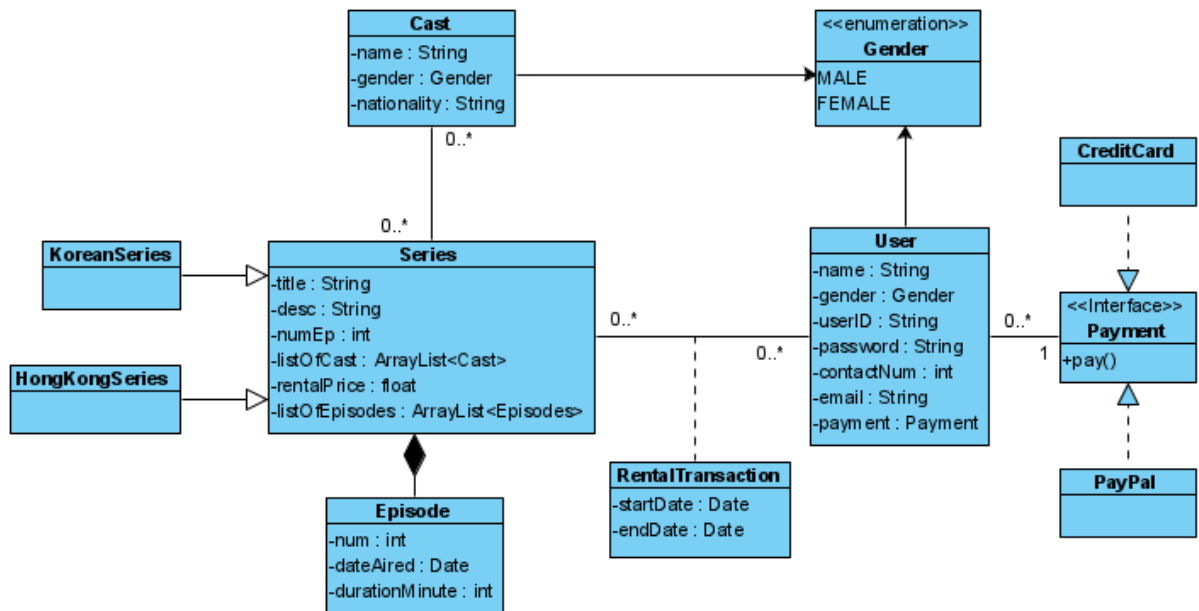 Cast
-name : String
-gender : Gender
-nationality : String
<<enumeration>>
Gender
MALE
FEMALE
0..*
0..*
CreditCard
KoreanSeries
Series
-title : String
-desc : String
-numEp : int
-listOfCast : ArrayList<Cast>
-rentalPrice : float
-listOfEpisodes : ArrayList<Episodes>
HongKongSeries
0..*
0..*
User
-name : String
-gender : Gender
-userID : String
-password : String
-contactNum : int
-email : String
-payment : Payment
0..*
1
<<Interface>>
Payment
+pay()
RentalTransaction
-startDate : Date
-endDate : Date
PayPal
Episode
-num : int
-dateAired : Date
-durationMinute : int